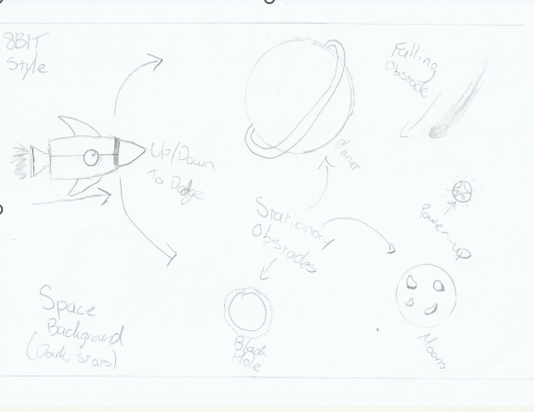 8BIT
Style
Falling
Obstacle
Up/Down
To Dodge
Planet
Power-up
Stationary
Obstacles
Space
Background
(Dark, stars)
Black
Hole
Moons